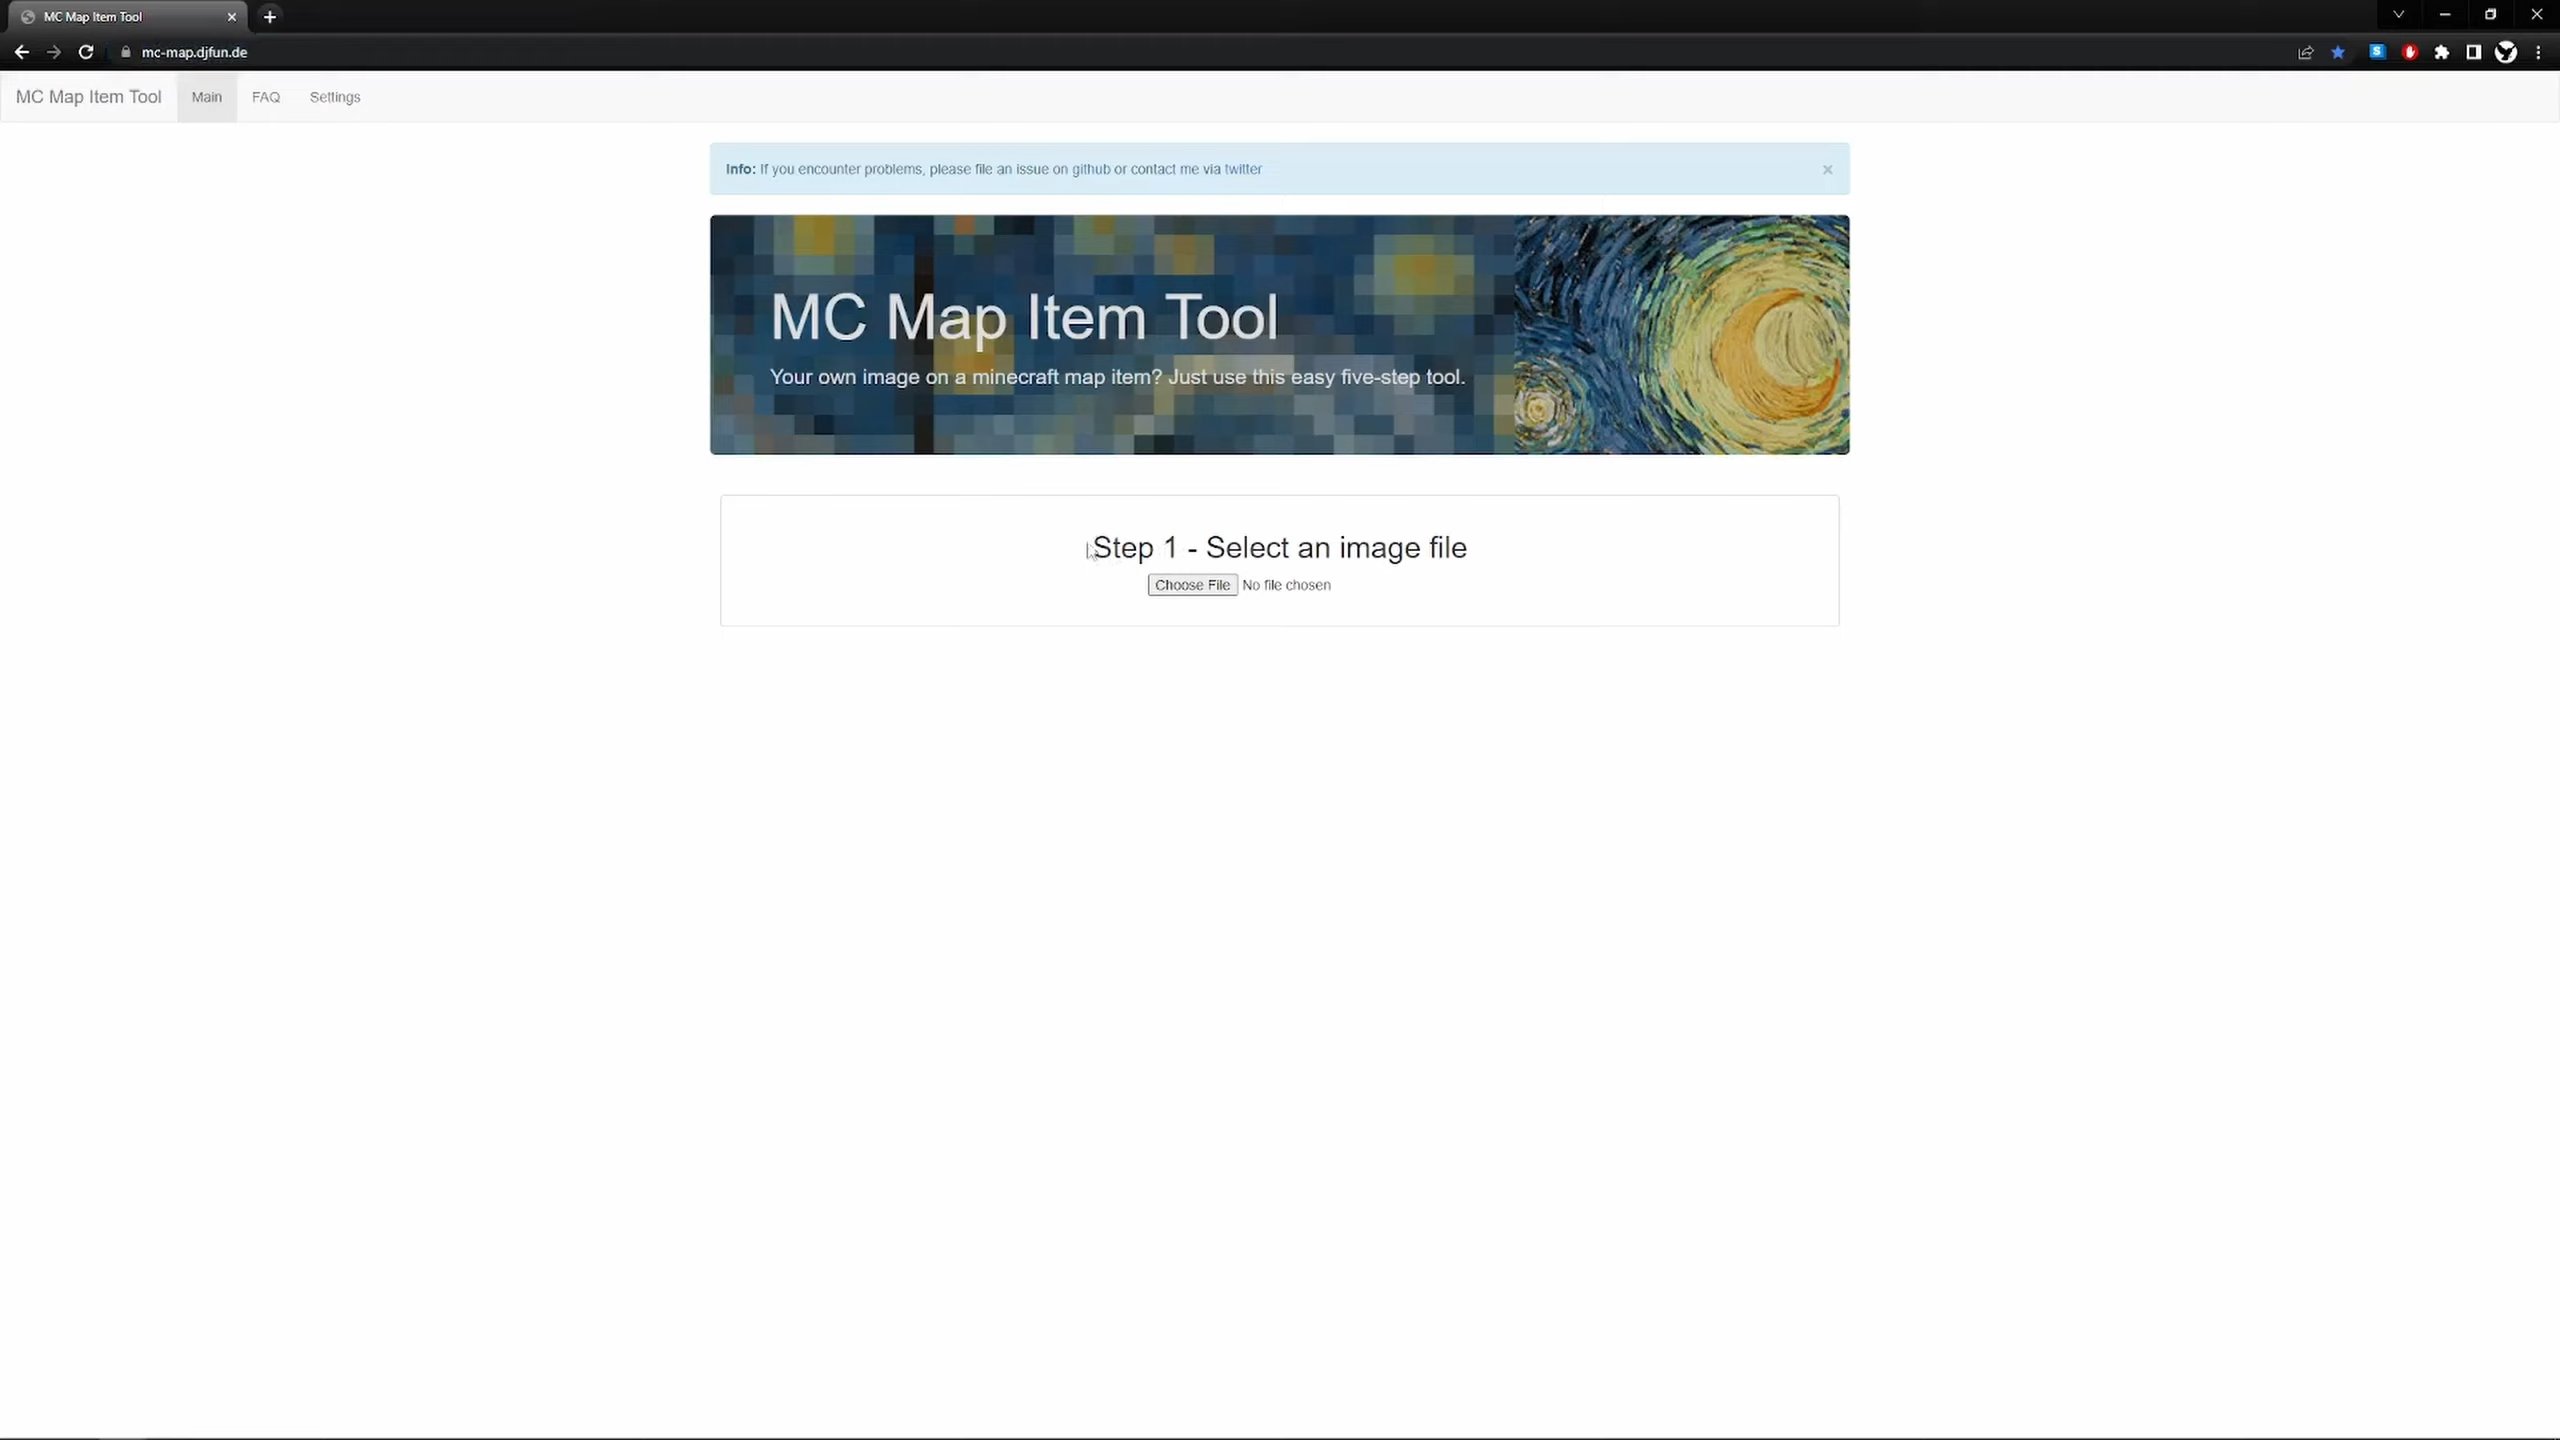 MC Map Item Tool
mc-map.djfun.de
MC Map Item Tool Main FAQ Settings
Info: If you encounter problems, please file an issue on github or contact me via twitter
MC Map Item Tool
Your own image on a minecraft map item? Just use this easy five-step tool.
Step 1 - Select an image file
Choose File No file chosen